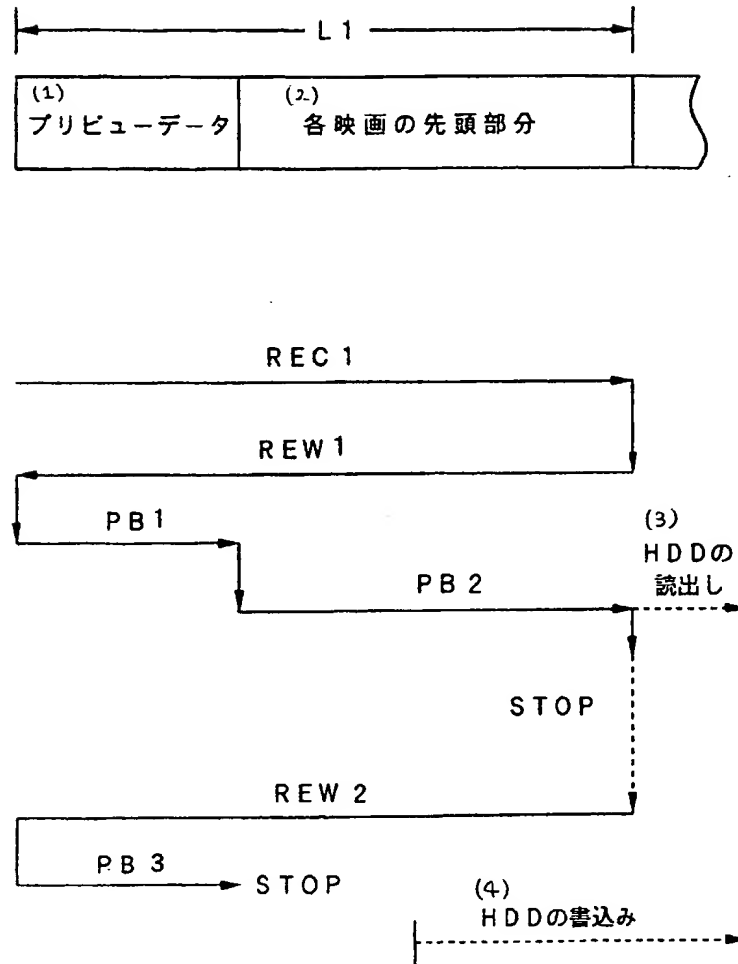 L1
(1)
プリビューデータ
(2)
各映画の先頭部分
REC1
REW1
PB1
(3)
HDDの
読出し
PB2
STOP
REW2
PB3
STOP
(4)
HDDの書込み